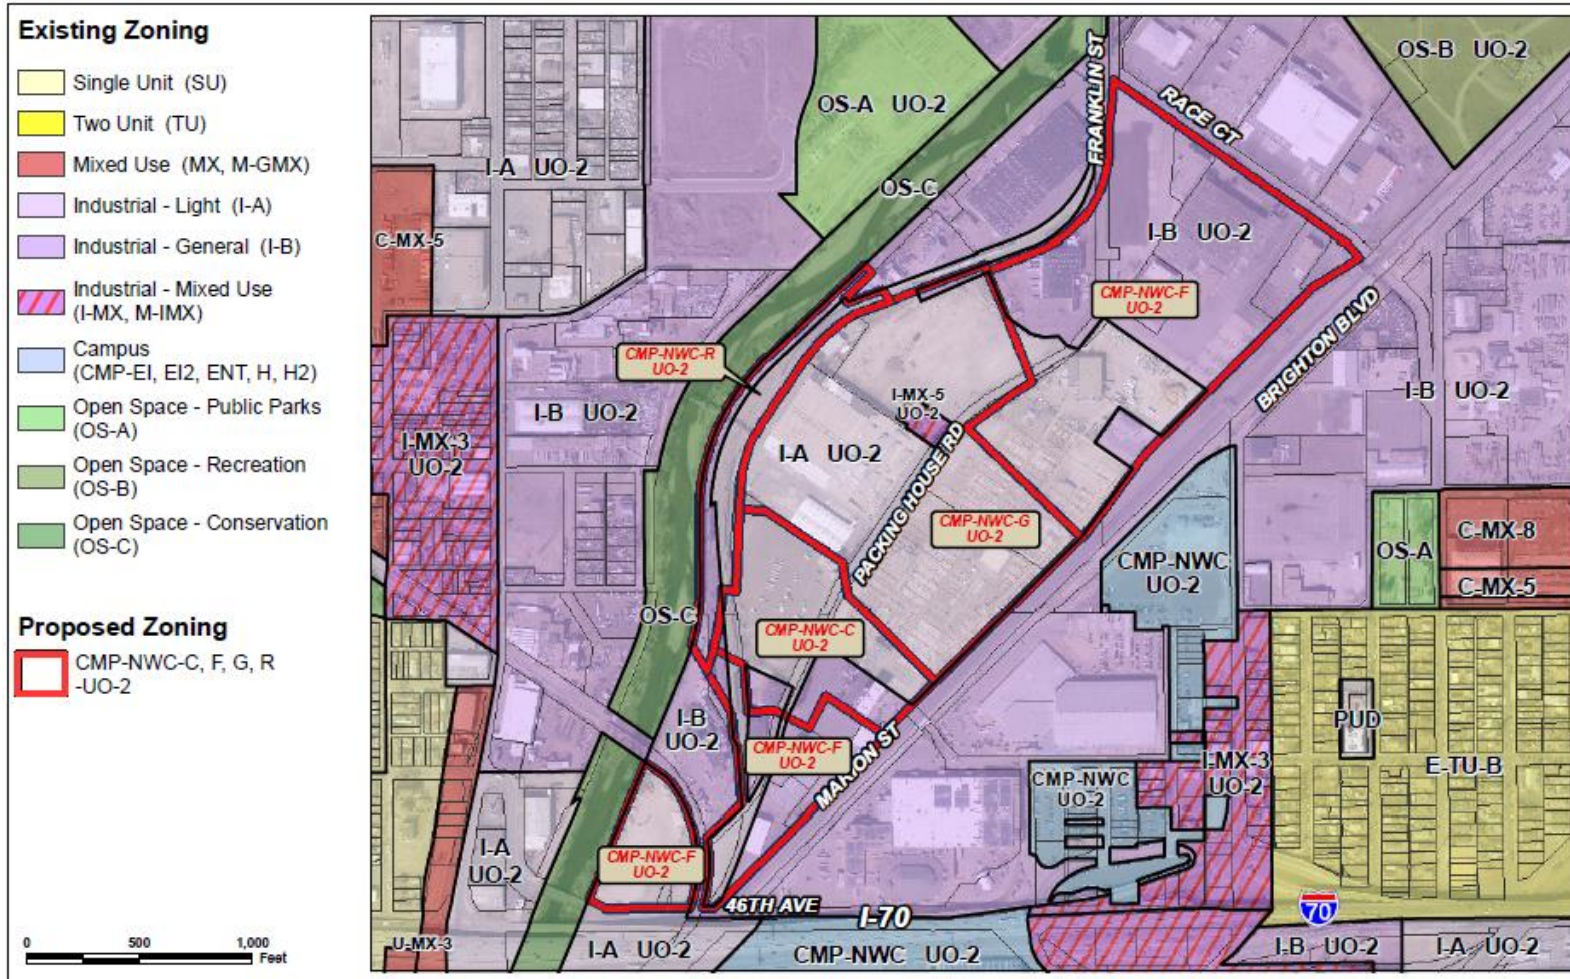 Existing Zoning
Single Unit (SU)
Two Unit (TU)
Mixed Use (MX, M-GMX)
Industrial - Light (I-A)
Industrial - General (I-B)
Industrial - Mixed Use
(I-MX, M-IMX)
Campus
(CMP-EI, EI2, ENT, H, H2)
Open Space - Public Parks
(OS-A)
Open Space - Recreation
(OS-B)
Open Space - Conservation
(OS-C)
Proposed Zoning
CMP-NWC-C, F, G, R
-UO-2
0 500 1,000
Feet
OS-B UO-2
FRANKLIN ST
RACE CT
OS-A UO-2
I-A UO-2
OS-C
C-MX-5
I-B UO-2
CMP-NWC-F
UO-2
BRIGHTON BLVD
CMP-NWC-R
UO-2
I-MX-5
UO-2
I-B UO-2
I-B UO-2
I-MX-3
UO-2
I-A UO-2
PACKING HOUSE RD
CMP-NWC-G
UO-2
C-MX-8
OS-A
CMP-NWC
UO-2
C-MX-5
OS-C
CMP-NWC-C
UO-2
I-B
UO-2
PUD
CMP-NWC-F
UO-2
MARION ST
I-MX-3
UO-2
E-TU-B
CMP-NWC
UO-2
I-A
UO-2
CMP-NWC-F
UO-2
46TH AVE
I-70
70
U-MX-3
I-A UO-2
CMP-NWC UO-2
I-B UO-2
I-A UO-2